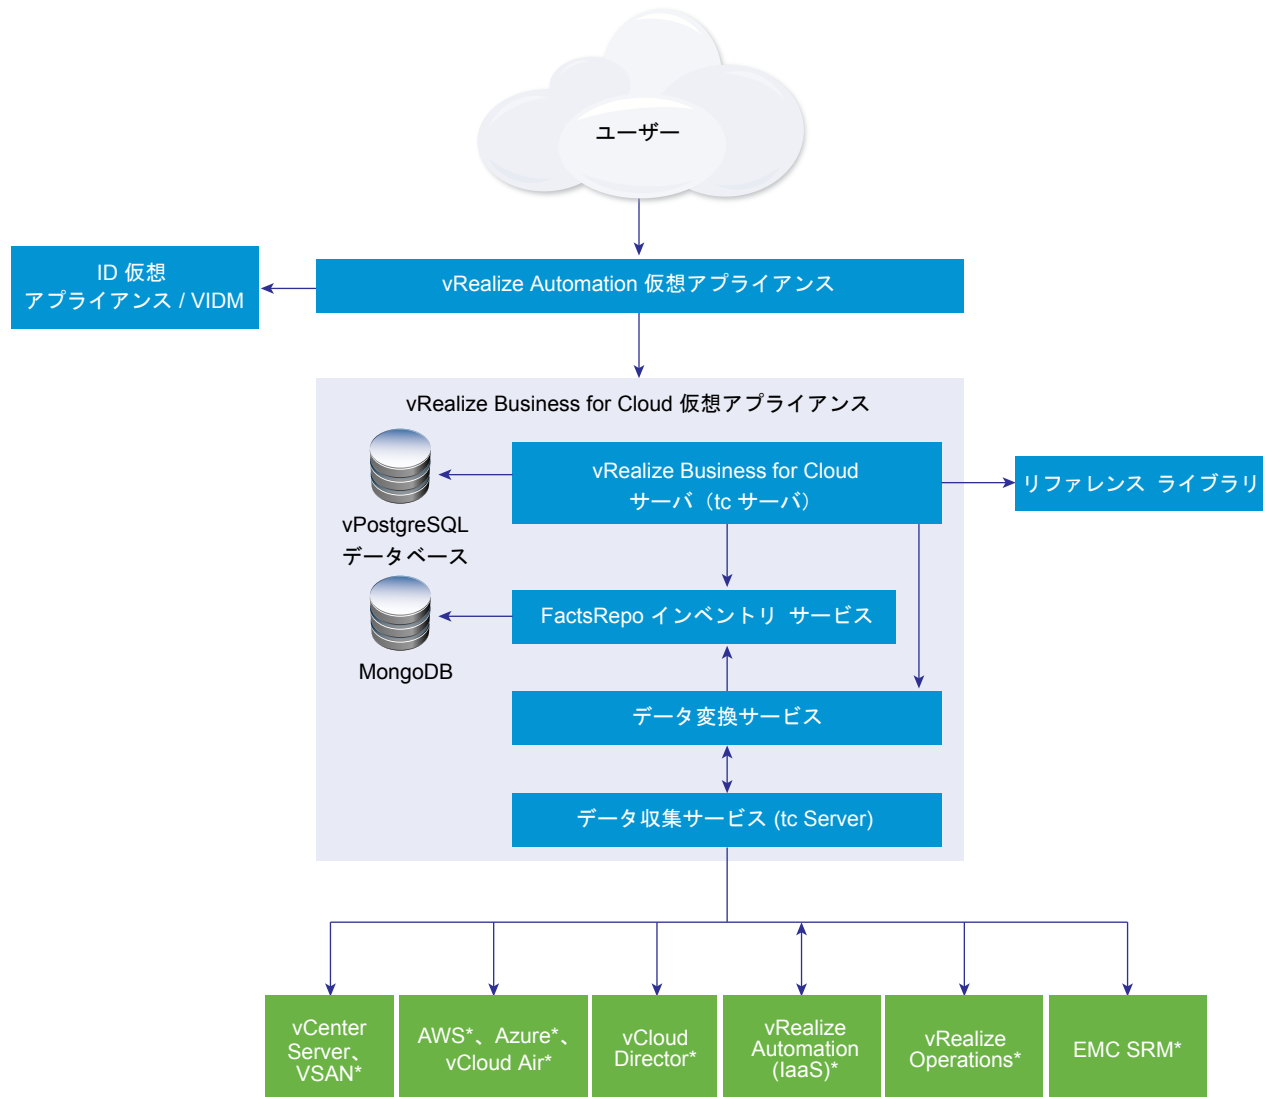 ユーザー
ID 仮想
アプライアンス / VIDM
vRealize Automation 仮想アプライアンス
vRealize Business for Cloud 仮想アプライアンス
vRealize Business for Cloud
サーバ（tc サーバ）
リファレンス ライブラリ
vPostgreSQL
データベース
FactsRepo インベントリ サービス
MongoDB
データ変換サービス
データ収集サービス (tc Server)
vCenter
Server、
VSAN*
AWS*、Azure*、
vCloud Air*
vCloud
Director*
vRealize
Automation
(IaaS)*
vRealize
Operations*
EMC SRM*